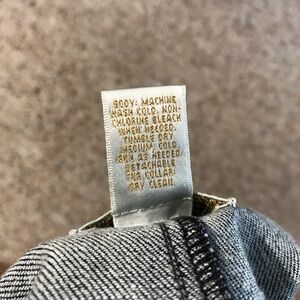 BODY: MACHINE
WASH COLD. NON-
CHLORINE BLEACH
WHEN NEEDED.
TUMBLE DRY
MEDIUM. COOL
IRON AS NEEDED.
DETACHABLE
FUR COLLAR:
DRY CLEAN.